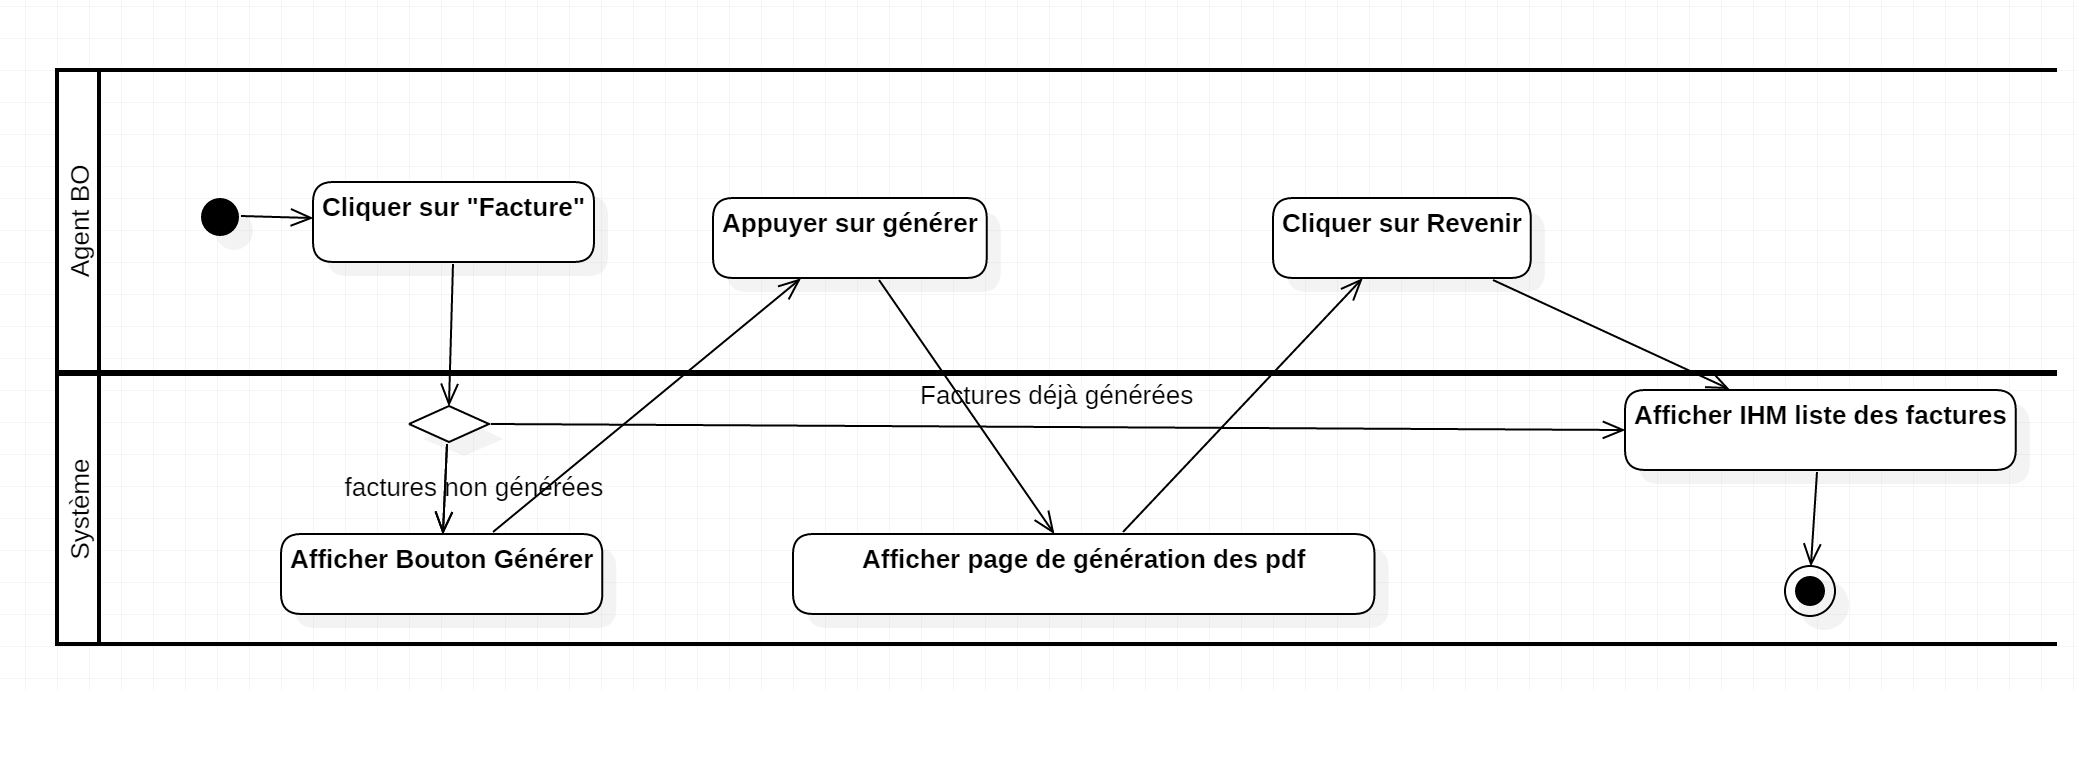 Agent BO
Cliquer sur "Facture"
Appuyer sur générer
Cliquer sur Revenir
Système
Factures déjà générées
Afficher IHM liste des factures
factures non générées
Afficher Bouton Générer
Afficher page de génération des pdf